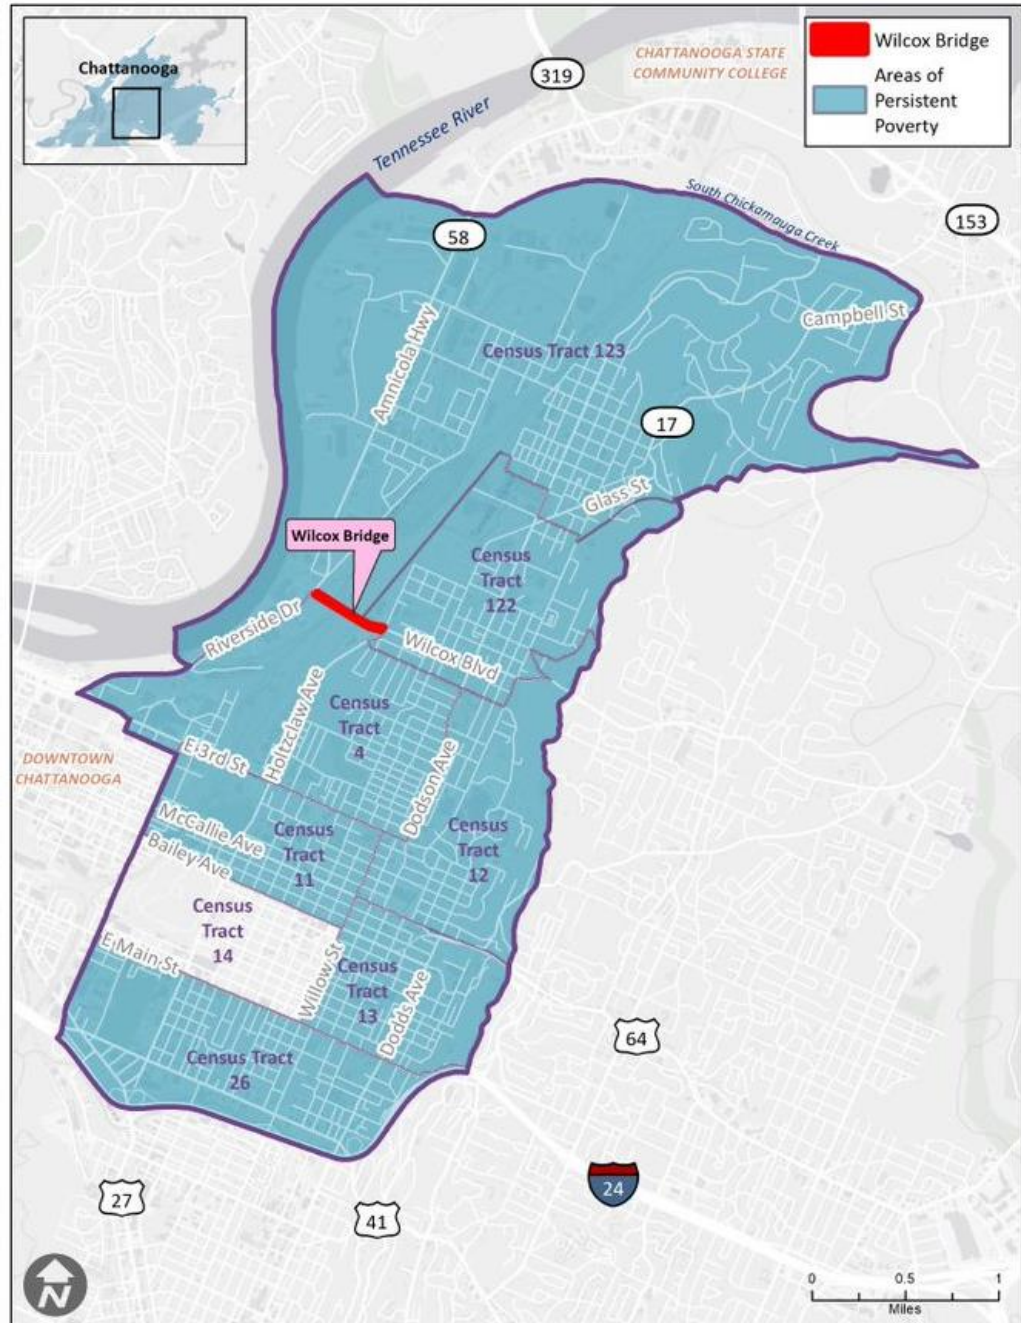 Chattanooga
Wilcox Bridge
Areas of
Persistent
Poverty
CHATTANOOGA STATE
COMMUNITY COLLEGE
319
Tennessee River
South Chickamauga Creek
153
58
Campbell St
Amnicola Hwy
Census Tract 123
17
Glass St
Wilcox Bridge
Census
Tract
122
Riverside Dr
Wilcox Blvd
Holtzclaw Ave
Census
Tract
4
DOWNTOWN
CHATTANOOGA
E 3rd St
Dodson Ave
McCallie Ave
Census
Tract
11
Census
Tract
12
Bailey Ave
Census
Tract
14
E Main St
Willow St
Census
Tract
13
Dodds Ave
64
Census Tract
26
27
41
24
N
0 0.5 1
Miles